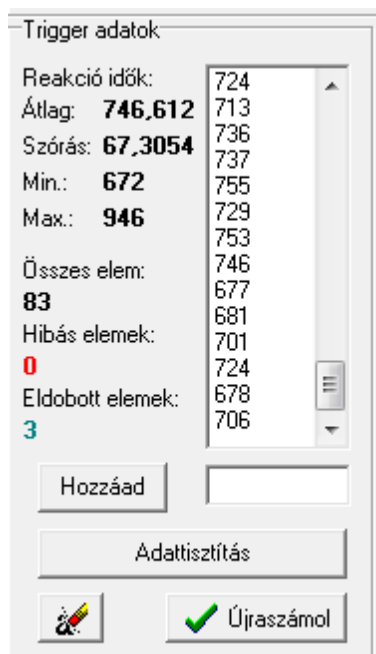 Trigger adatok
Reakció idők:
Átlag: 746,612
Szórás: 67,3054
Min.: 672
Max.: 946
Összes elem:
83
Hibás elemek:
0
Eldobott elemek:
3
724
713
736
737
755
729
753
746
677
681
701
724
678
706
Hozzáad
Adattisztítás
Újraszámol